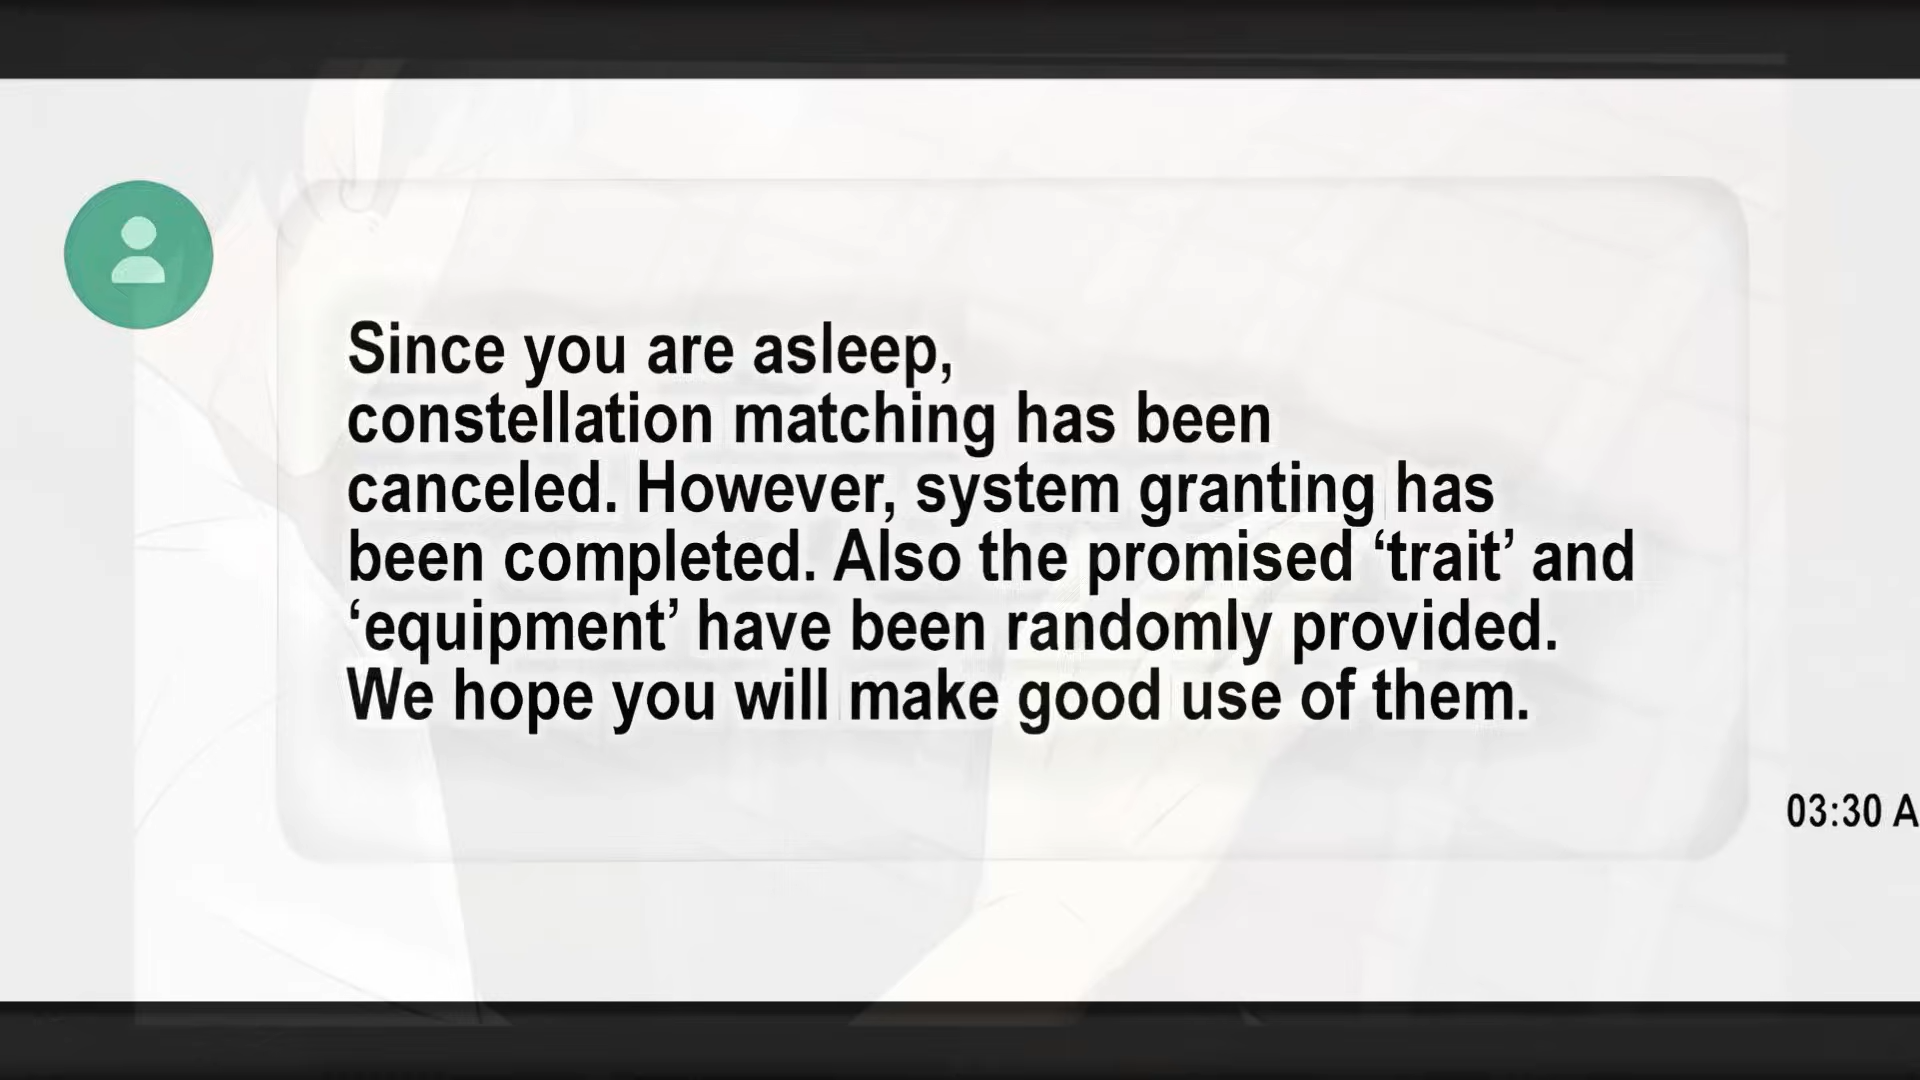 Since you are asleep,
constellation matching has been
canceled. However, system granting has
been completed. Also the promised ‘trait’ and
‘equipment’ have been randomly provided.
We hope you will make good use of them.
03:30 A